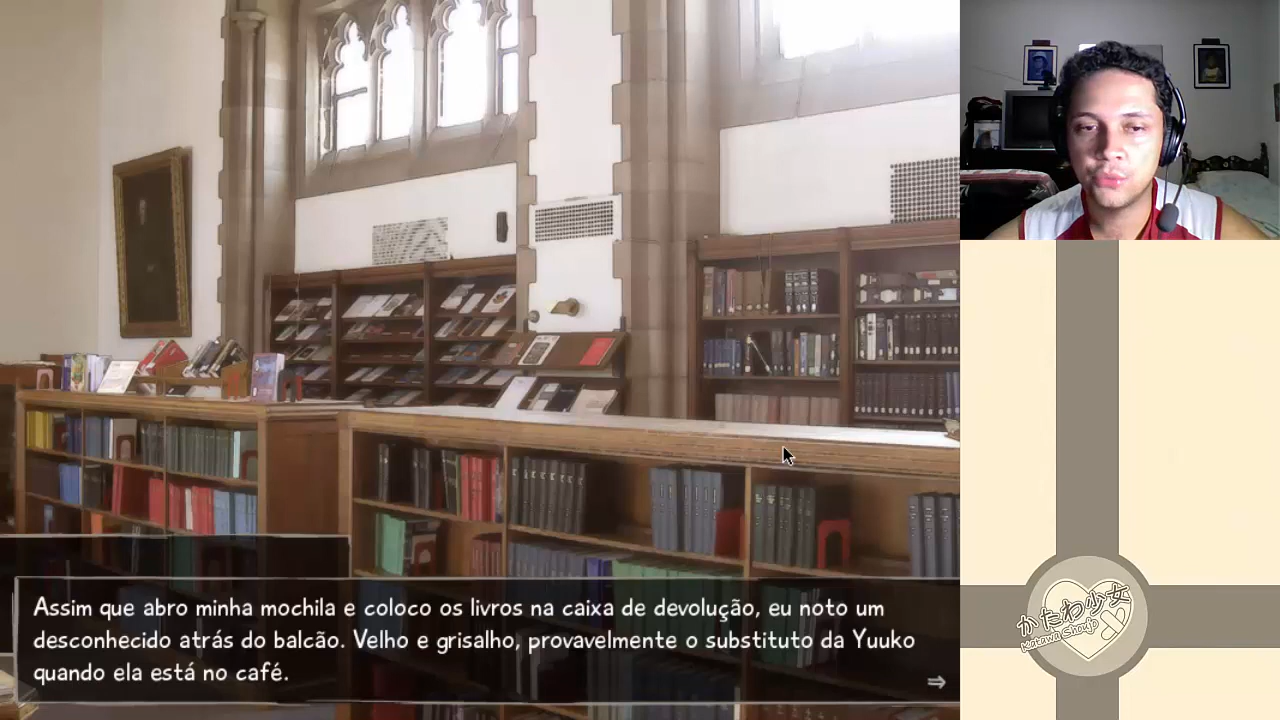 Assim que abro minha mochila e coloco os livros na caixa de devolução, eu noto um
desconhecido atrás do balcão. Velho e grisalho, provavelmente o substituto da Yuuko
quando ela está no café.
⇒
かたわ少女
Katawa Shoujo